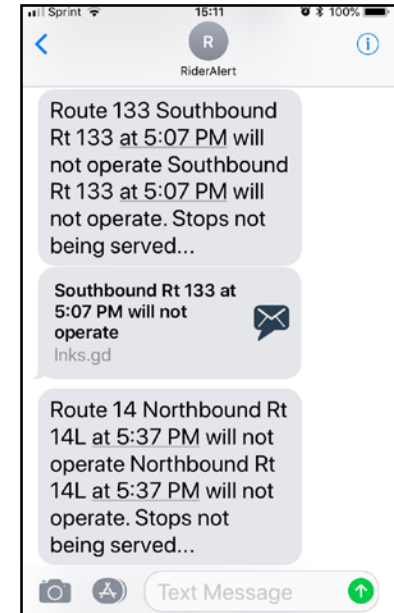 Sprint 15:11 100%
R
RiderAlert
Route 133 Southbound
Rt 133 at 5:07 PM will
not operate Southbound
Rt 133 at 5:07 PM will
not operate. Stops not
being served...
Southbound Rt 133 at
5:07 PM will not
operate
lnks.gd
Route 14 Northbound Rt
14L at 5:37 PM will not
operate Northbound Rt
14L at 5:37 PM will not
operate. Stops not
being served...
Text Message